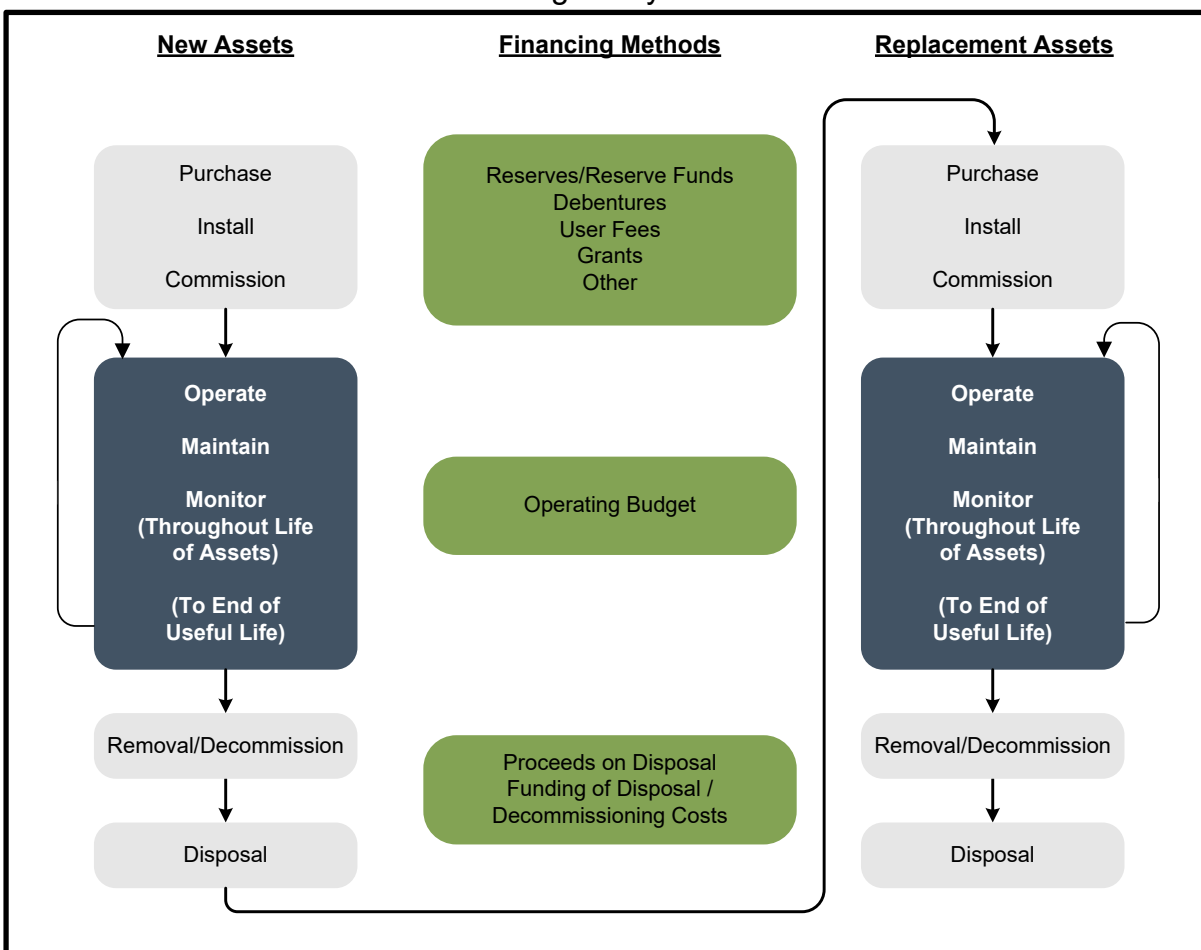 New Assets
Financing Methods
Replacement Assets
Purchase
Install
Commission
Operate
Maintain
Monitor
(Throughout Life
of Assets)
(To End of
Useful Life)
Removal/Decommission
Disposal
Reserves/Reserve Funds
Debentures
User Fees
Grants
Other
Operating Budget
Proceeds on Disposal
Funding of Disposal /
Decommissioning Costs
Purchase
Install
Commission
Operate
Maintain
Monitor
(Throughout Life
of Assets)
(To End of
Useful Life)
Removal/Decommission
Disposal